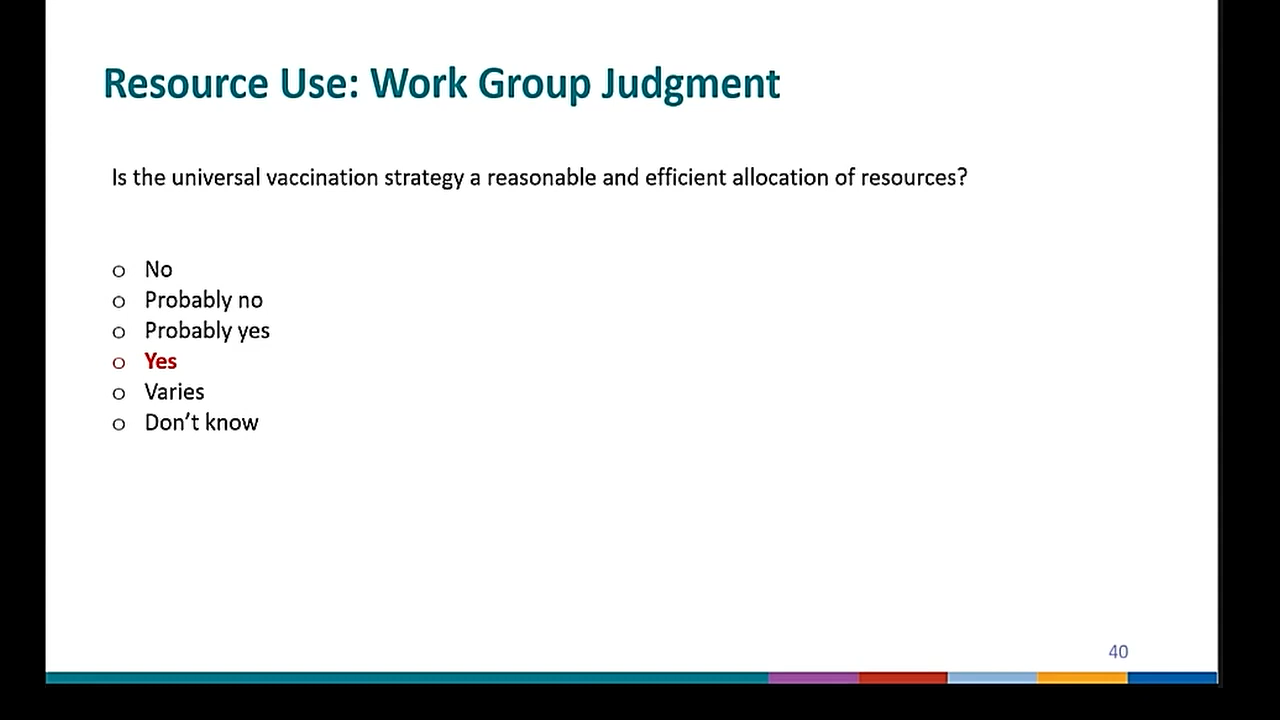 Resource Use: Work Group Judgment
Is the universal vaccination strategy a reasonable and efficient allocation of resources?
o No
o Probably no
o Probably yes
o Yes
o Varies
o Don’t know
40